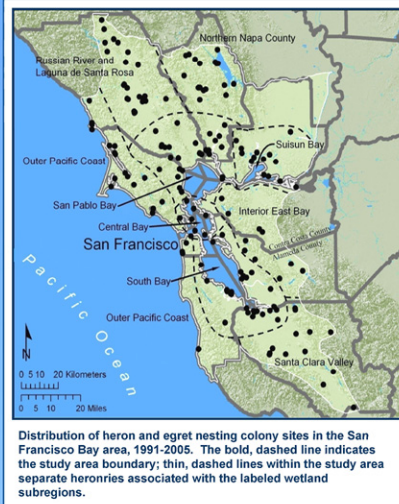 Northern Napa County
Russian River and
Laguna de Santa Rosa
Suisun Bay
Outer Pacific Coast
San Pablo Bay
Interior East Bay
Central Bay
Contra Costa County
Alameda County
San Francisco
South Bay
Pacific Ocean
Outer Pacific Coast
N
Santa Clara Valley
0 5 10 20 Kilometers
0 5 10 20 Miles
Distribution of heron and egret nesting colony sites in the San
Francisco Bay area, 1991-2005. The bold, dashed line indicates
the study area boundary; thin, dashed lines within the study area
separate heronries associated with the labeled wetland
subregions.